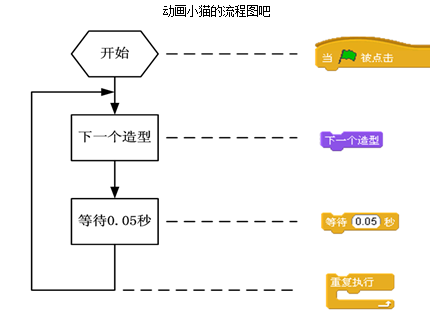 动画小猫的流程图吧
开始
当 被点击
下一个造型
下一个造型
等待0.05秒
等待 0.05 秒
重复执行